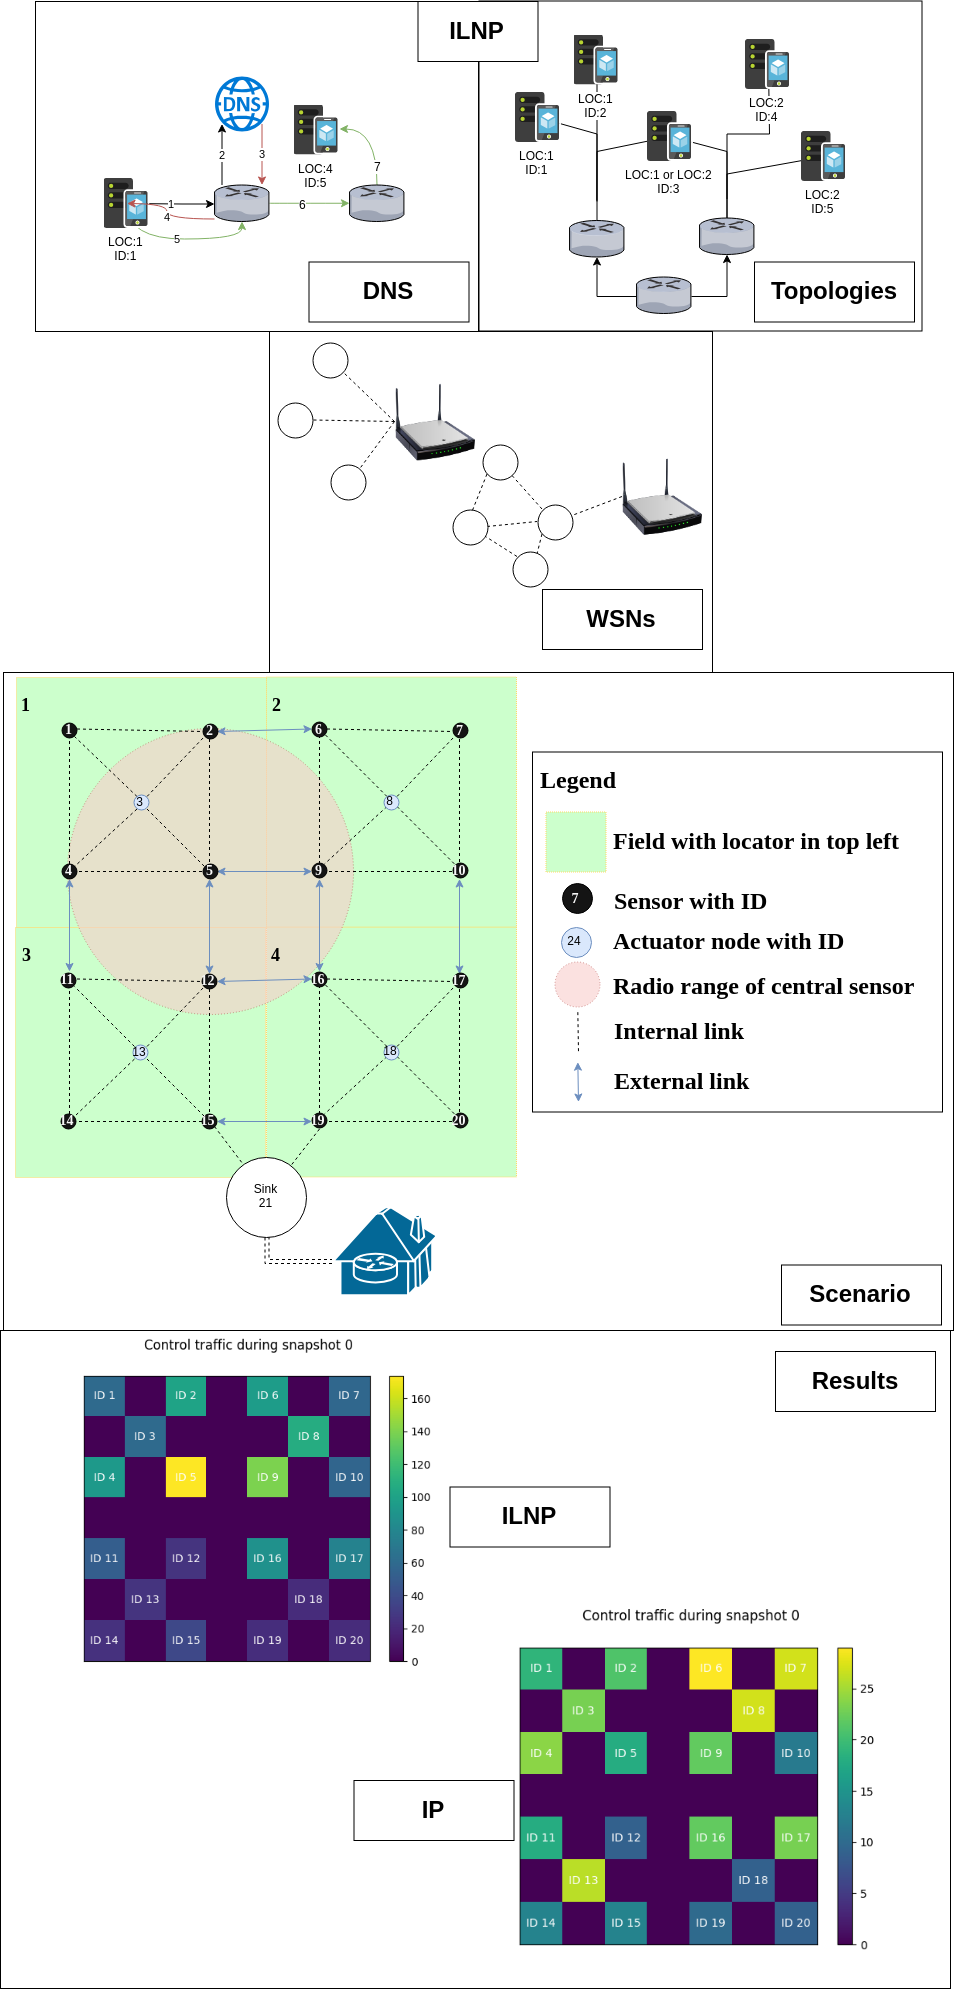 ILNP
DNS
2
3
LOC:4
ID:5
7
1
4
5
6
LOC:1
ID:1
DNS
LOC:1
ID:2
LOC:2
ID:4
LOC:1
ID:1
LOC:1 or LOC:2
ID:3
LOC:2
ID:5
Topologies
WSNs
1
2
1
2
6
7
3
8
4
5
9
10
3
4
11
12
16
17
13
18
14
15
19
20
Sink
21
Legend
Field with locator in top left
7
Sensor with ID
24
Actuator node with ID
Radio range of central sensor
Internal link
External link
Scenario
Results
Control traffic during snapshot 0
ID 1
ID 2
ID 6
ID 7
ID 3
ID 8
ID 4
ID 5
ID 9
ID 10
ID 11
ID 12
ID 16
ID 17
ID 13
ID 18
ID 14
ID 15
ID 19
ID 20
160
140
120
100
80
60
40
20
0
ILNP
Control traffic during snapshot 0
ID 1
ID 2
ID 6
ID 7
ID 3
ID 8
ID 4
ID 5
ID 9
ID 10
ID 11
ID 12
ID 16
ID 17
ID 13
ID 18
ID 14
ID 15
ID 19
ID 20
25
20
15
10
5
0
IP